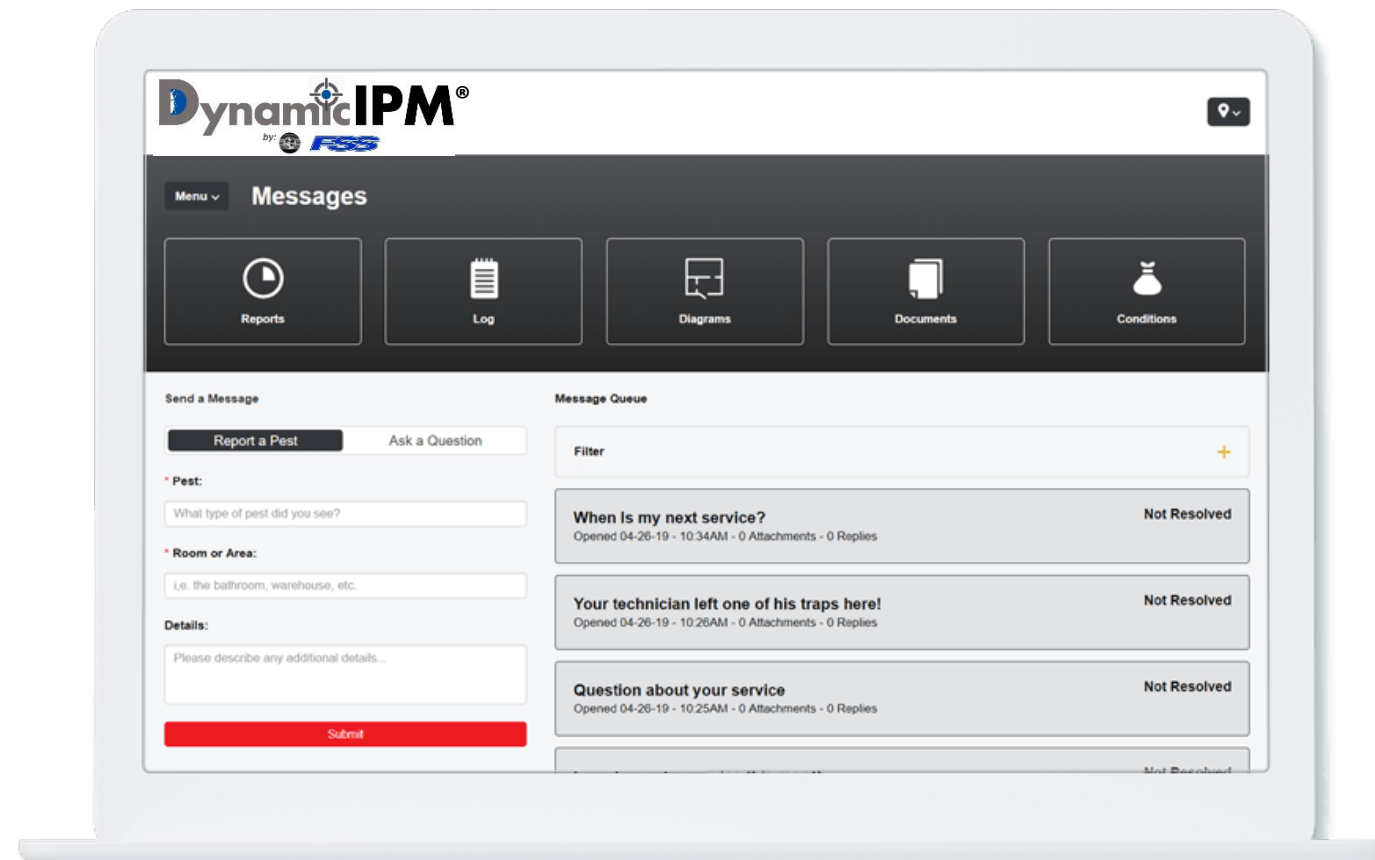 DynamicIPM®
by: FSS
Menu
Messages
Reports
Log
Diagrams
Documents
Conditions
Send a Message
Report a Pest
Ask a Question
* Pest:
What type of pest did you see?
* Room or Area:
i,e. the bathroom, warehouse, etc.
Details:
Please describe any additional details...
Submit
Message Queue
Filter
When Is my next service?
Not Resolved
Opened 04-26-19 - 10:34AM - 0 Attachments - 0 Replies
Your technician left one of his traps here!
Not Resolved
Opened 04-26-19 - 10:26AM - 0 Attachments - 0 Replies
Question about your service
Not Resolved
Opened 04-26-19 - 10:25AM - 0 Attachments - 0 Replies
Not Resolved